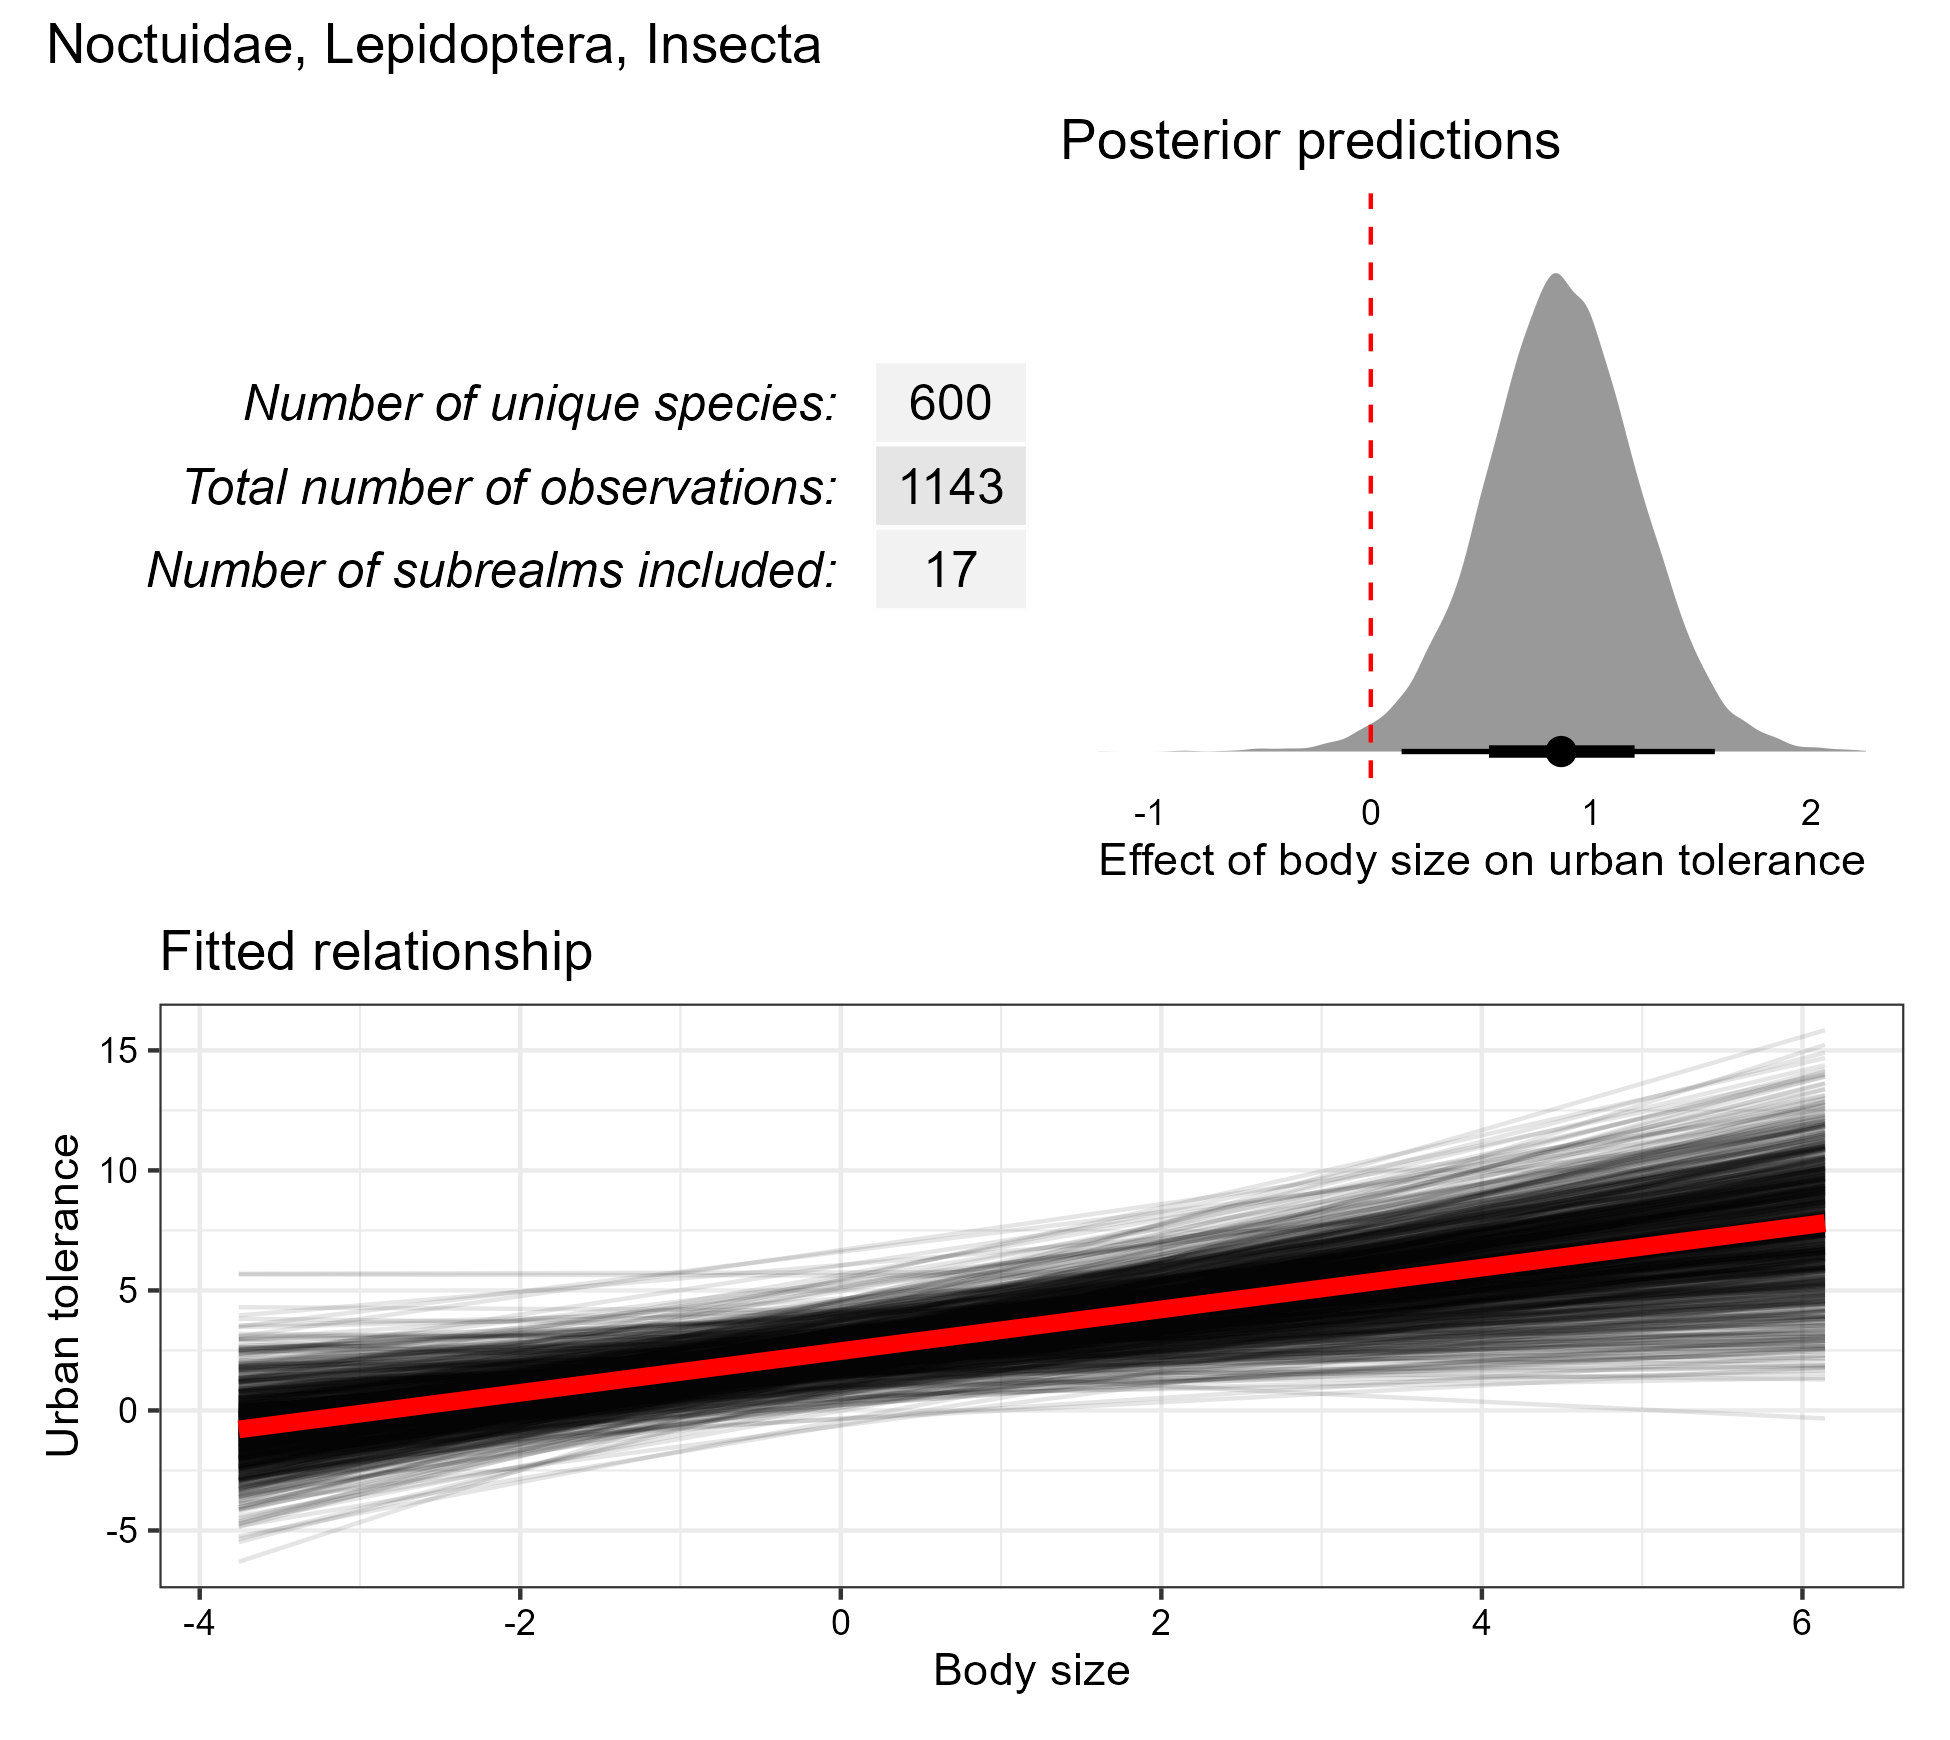 Noctuidae, Lepidoptera, Insecta
Posterior predictions
Number of unique species: 600
Total number of observations: 1143
Number of subrealms included: 17
-1 0 1 2
Effect of body size on urban tolerance
Fitted relationship
15
10
5
0
-5
Urban tolerance
-4 -2 0 2 4 6
Body size